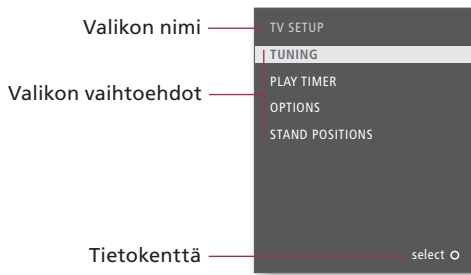 Valikon nimi
TV SETUP
TUNING
Valikon vaihtoehdot
PLAY TIMER
OPTIONS
STAND POSITIONS
Tietokenttä
select